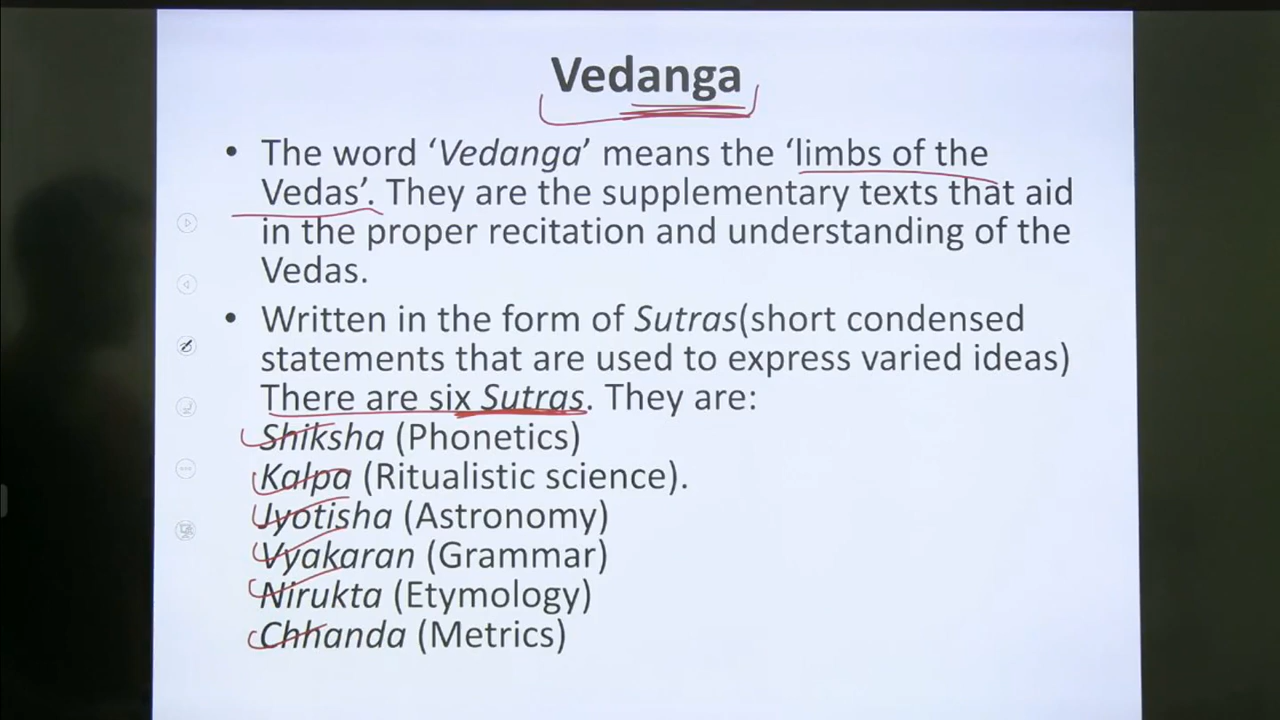 Vedanga
• The word ‘Vedanga’ means the ‘limbs of the
Vedas’. They are the supplementary texts that aid
in the proper recitation and understanding of the
Vedas.
• Written in the form of Sutras(short condensed
statements that are used to express varied ideas)
There are six Sutras. They are:
Shiksha (Phonetics)
Kalpa (Ritualistic science).
Jyotisha (Astronomy)
Vyakaran (Grammar)
Nirukta (Etymology)
Chhanda (Metrics)